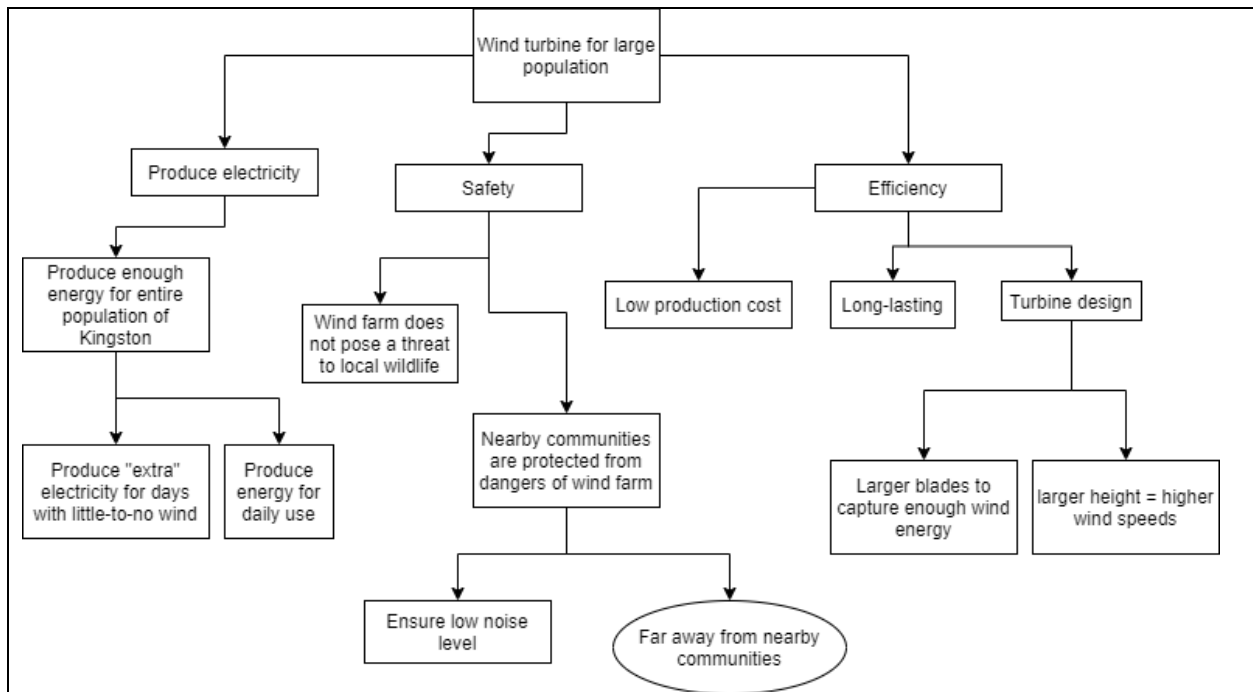 Wind turbine for large
population
Produce electricity
Safety
Efficiency
Produce enough
energy for entire
population of
Kingston
Wind farm does
not pose a threat
to local wildlife
Low production cost
Long-lasting
Turbine design
Produce "extra"
electricity for days
with little-to-no wind
Produce
energy for
daily use
Nearby communities
are protected from
dangers of wind farm
Larger blades to
capture enough wind
energy
larger height = higher
wind speeds
Ensure low noise
level
Far away from nearby
communities